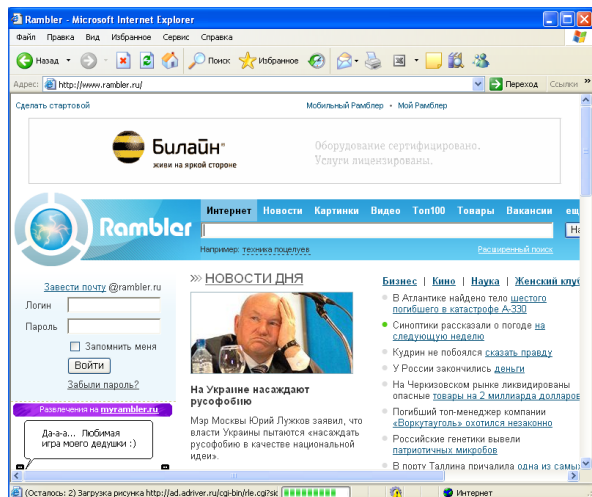 Rambler - Microsoft Internet Explorer
Файл Правка Вид Избранное Сервис Справка
Назад Поиск Избранное
Адрес: http://www.rambler.ru/ Переход Ссылки »
Сделать стартовой Мобильный Рамблер • Мой Рамблер
Билайн
живи на яркой стороне
Оборудование сертифицировано.
Услуги лицензированы.
Rambler
Интернет Новости Картинки Видео Топ100 Товары Вакансии ещ
На
Например: техника поцелуев Расширенный поиск
Завести почту @rambler.ru
Логин
Пароль
Запомнить меня
Войти
Забыли пароль?
Развлечения на myrambler.ru
Да-а-а... Любимая
игра моего дедушки :)
»» НОВОСТИ ДНЯ
На Украине насаждают
русофобию
Мэр Москвы Юрий Лужков заявил, что
власти Украины пытаются «насаждать
русофобию в качестве национальной
идеи».
Бизнес | Кино | Наука | Женский клуб
В Атлантике найдено тело шестого
погибшего в катастрофе А-330
Синоптики рассказали о погоде на
следующую неделю
Кудрин не побоялся сказать правду
У России закончились деньги
На Черкизовском рынке ликвидированы
опасные товары на 2 миллиарда долларов
Погибший топ-менеджер компании
«Воркутауголь» охотился незаконно
Российские генетики вывели
патриотичных микробов
В порту Таллина причалила одна из самых
(Осталось: 2) Загрузка рисунка http://ad.adriver.ru/cgi-bin/rle.cgi?sid Интернет